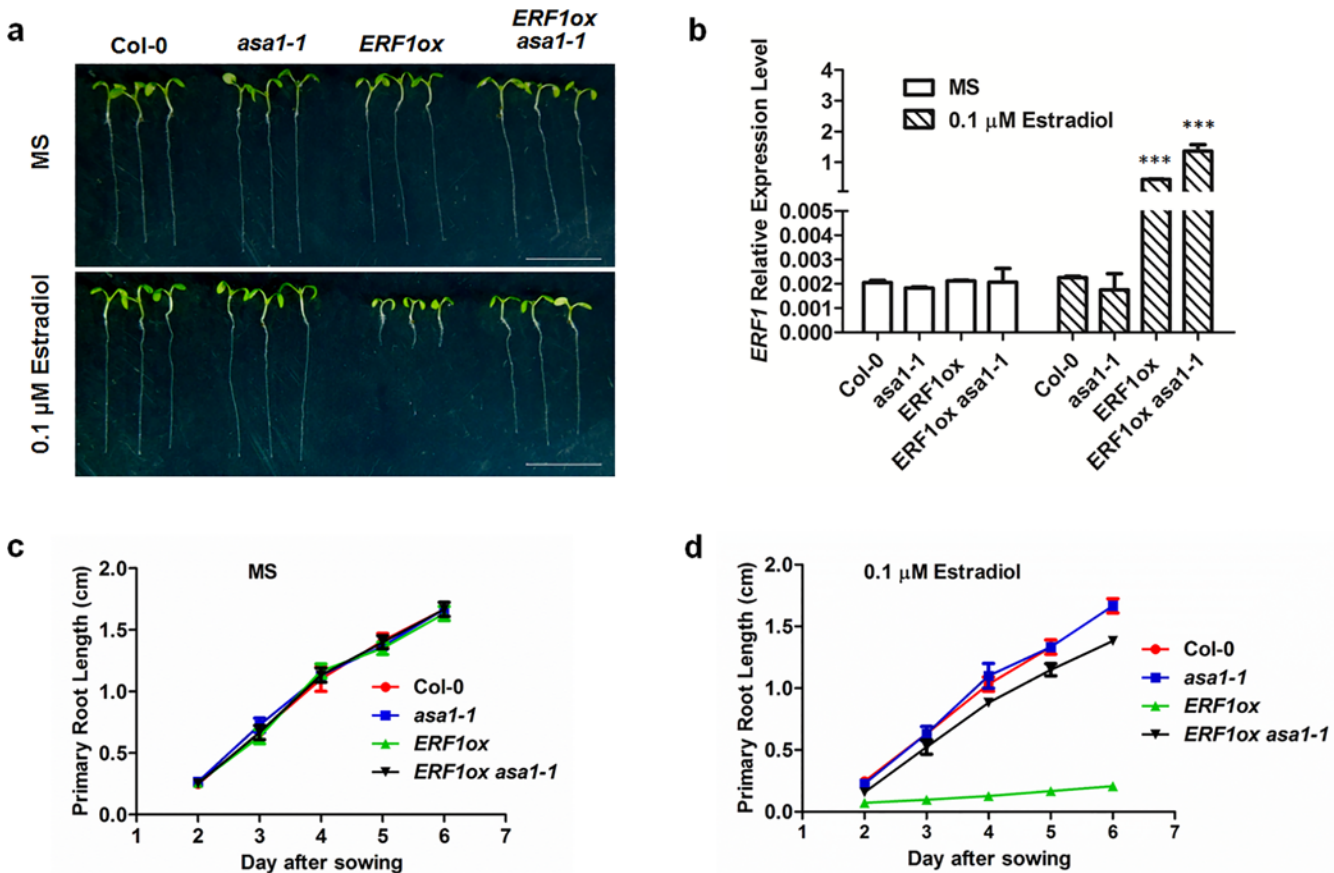 a
Col-0
asa1-1
ERF1ox
ERF1ox
asa1-1
MS
0.1 µM Estradiol
b
ERF1 Relative Expression Level
4
3
2
1
0.005
0.004
0.003
0.002
0.001
0.000
MS
0.1 µM Estradiol
***
***
Col-0
asa1-1
ERF1ox
ERF1ox asa1-1
Col-0
asa1-1
ERF1ox
ERF1ox asa1-1
c
MS
Primary Root Length (cm)
2.0
1.5
1.0
0.5
0.0
Col-0
asa1-1
ERF1ox
ERF1ox asa1-1
1 2 3 4 5 6 7
Day after sowing
d
0.1 µM Estradiol
Primary Root Length (cm)
2.0
1.5
1.0
0.5
0.0
Col-0
asa1-1
ERF1ox
ERF1ox asa1-1
1 2 3 4 5 6 7
Day after sowing